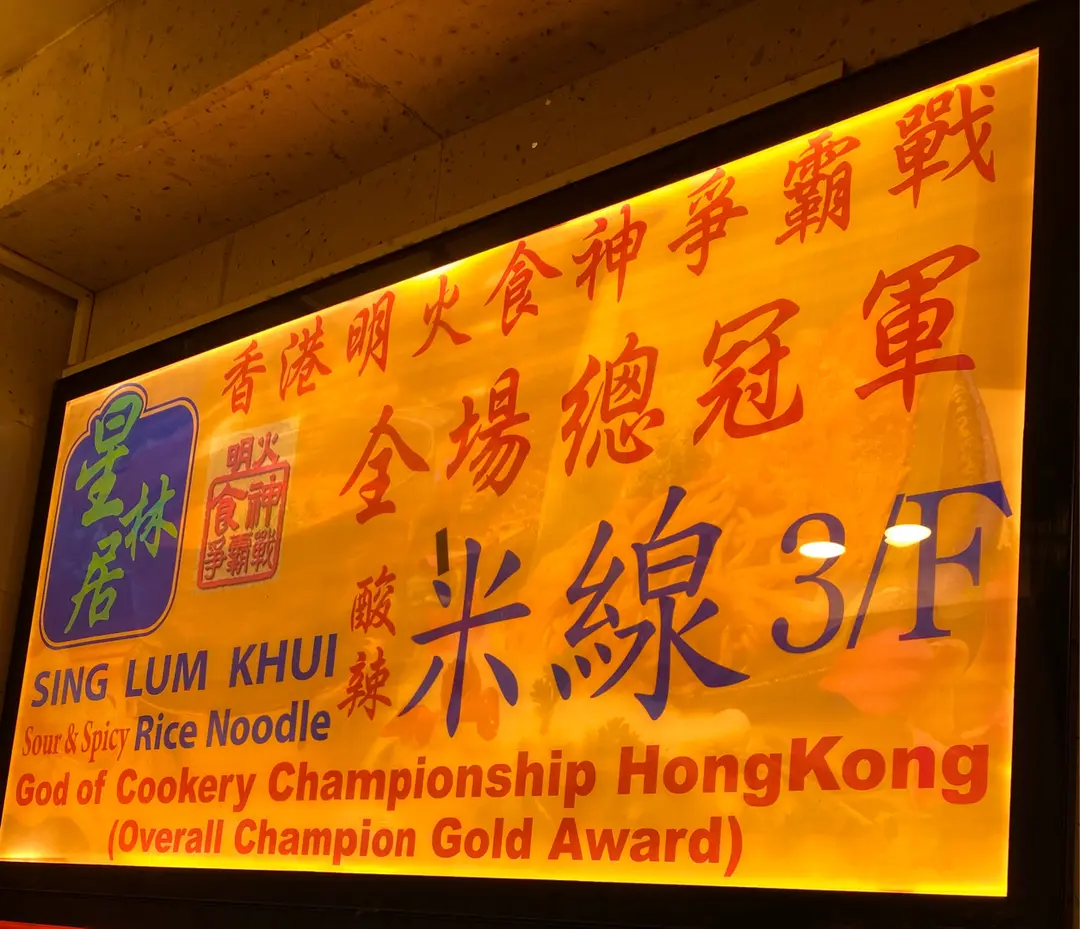 香港明火食神爭霸戰
全場總冠軍
星林居
明火
食神
爭霸戰
酸辣
米線 3/F
SING LUM KHUI
Sour & Spicy Rice Noodle
God of Cookery Championship HongKong
(Overall Champion Gold Award)